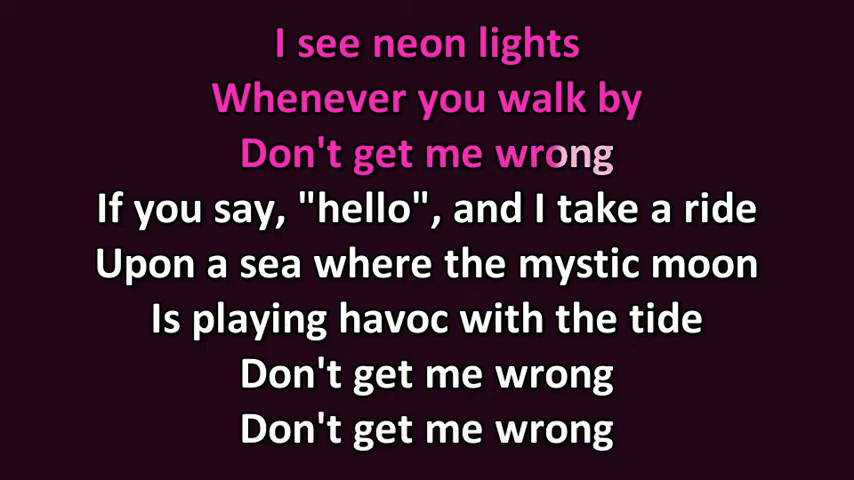 I see neon lights
Whenever you walk by
Don't get me wrong
If you say, "hello", and I take a ride
Upon a sea where the mystic moon
Is playing havoc with the tide
Don't get me wrong
Don't get me wrong